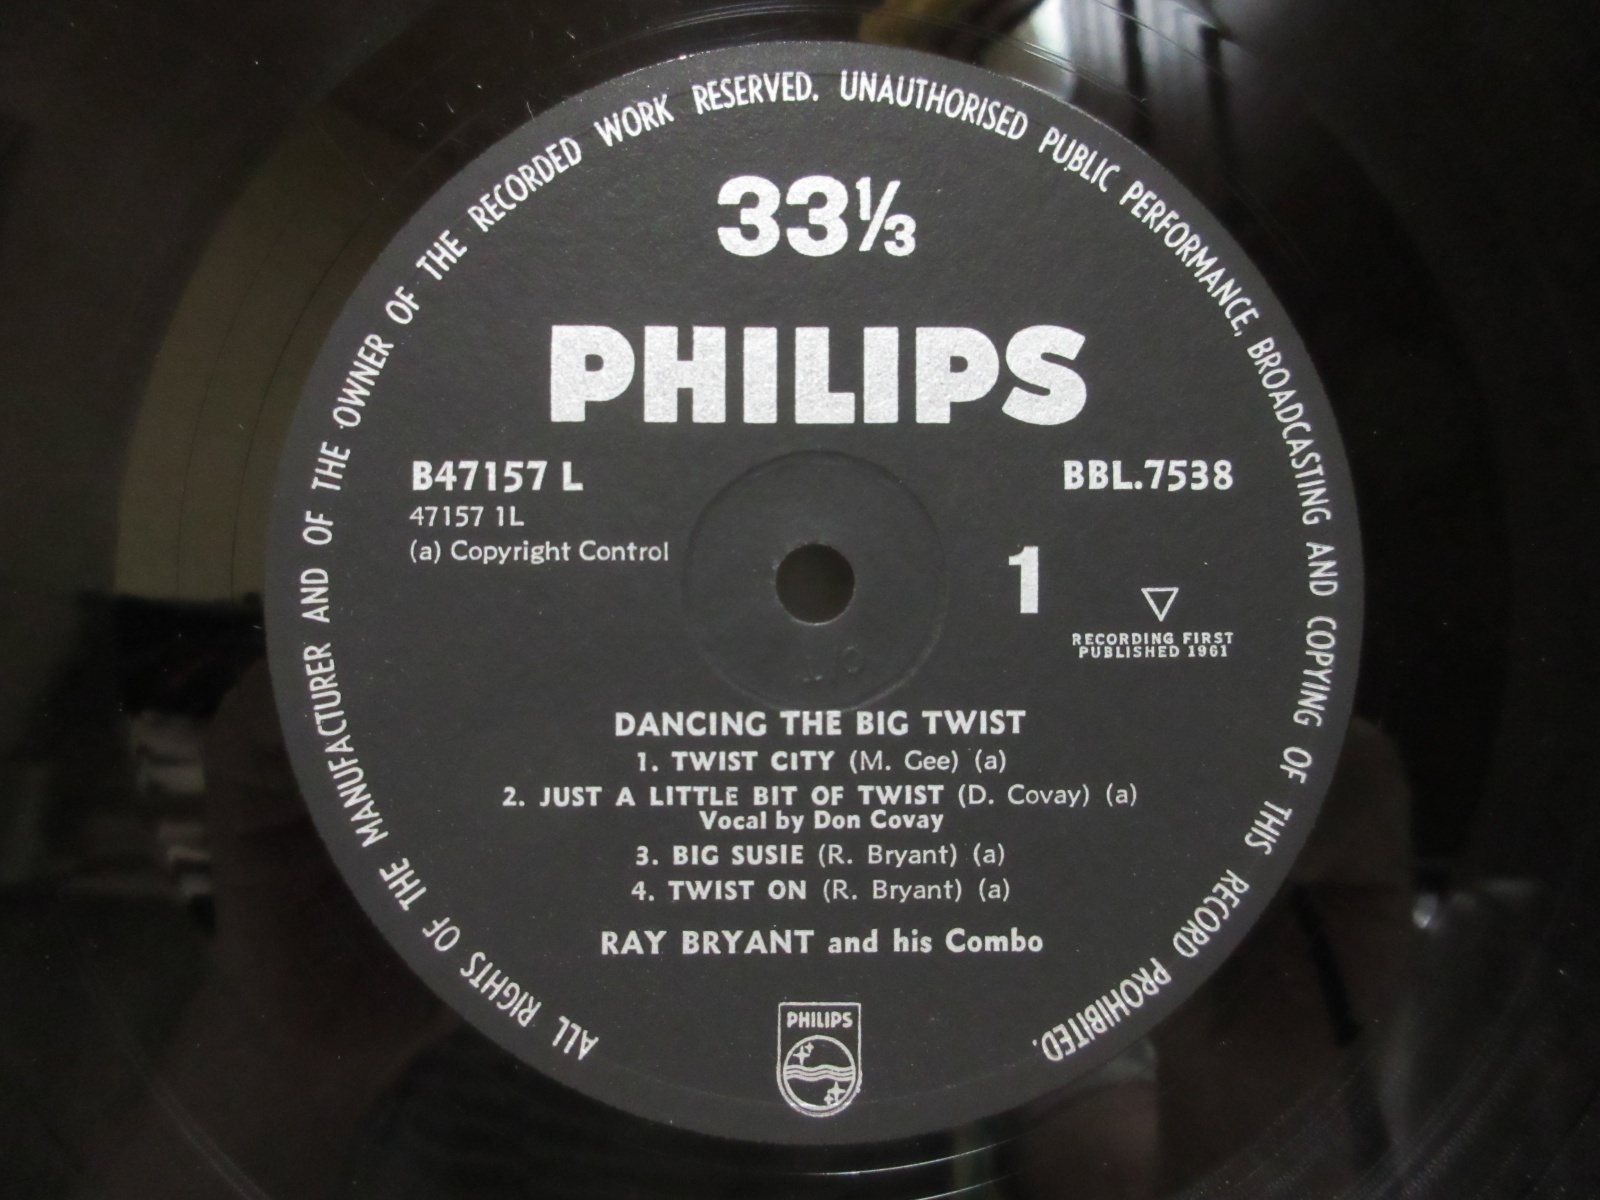 ALL RIGHTS OF THE MANUFACTURER AND OF THE OWNER OF THE RECORDED WORK RESERVED. UNAUTHORISED PUBLIC PERFORMANCE, BROADCASTING AND COPYING OF THIS RECORD PROHIBITED.
33⅓
PHILIPS
B47157 L
BBL.7538
47157 1L
(a) Copyright Control
1
RECORDING FIRST
PUBLISHED 1961
DANCING THE BIG TWIST
1. TWIST CiTY (M. Gee) (a)
2. JUST A LITTLE BIT OF TWIST (D. Covay) (a)
Vocal by Don Covay
3. BIG SUSIE (R. Bryant) (a)
4. TWIST ON (R. Bryant) (a)
RAY BRYANT and his Combo
PHILIPS